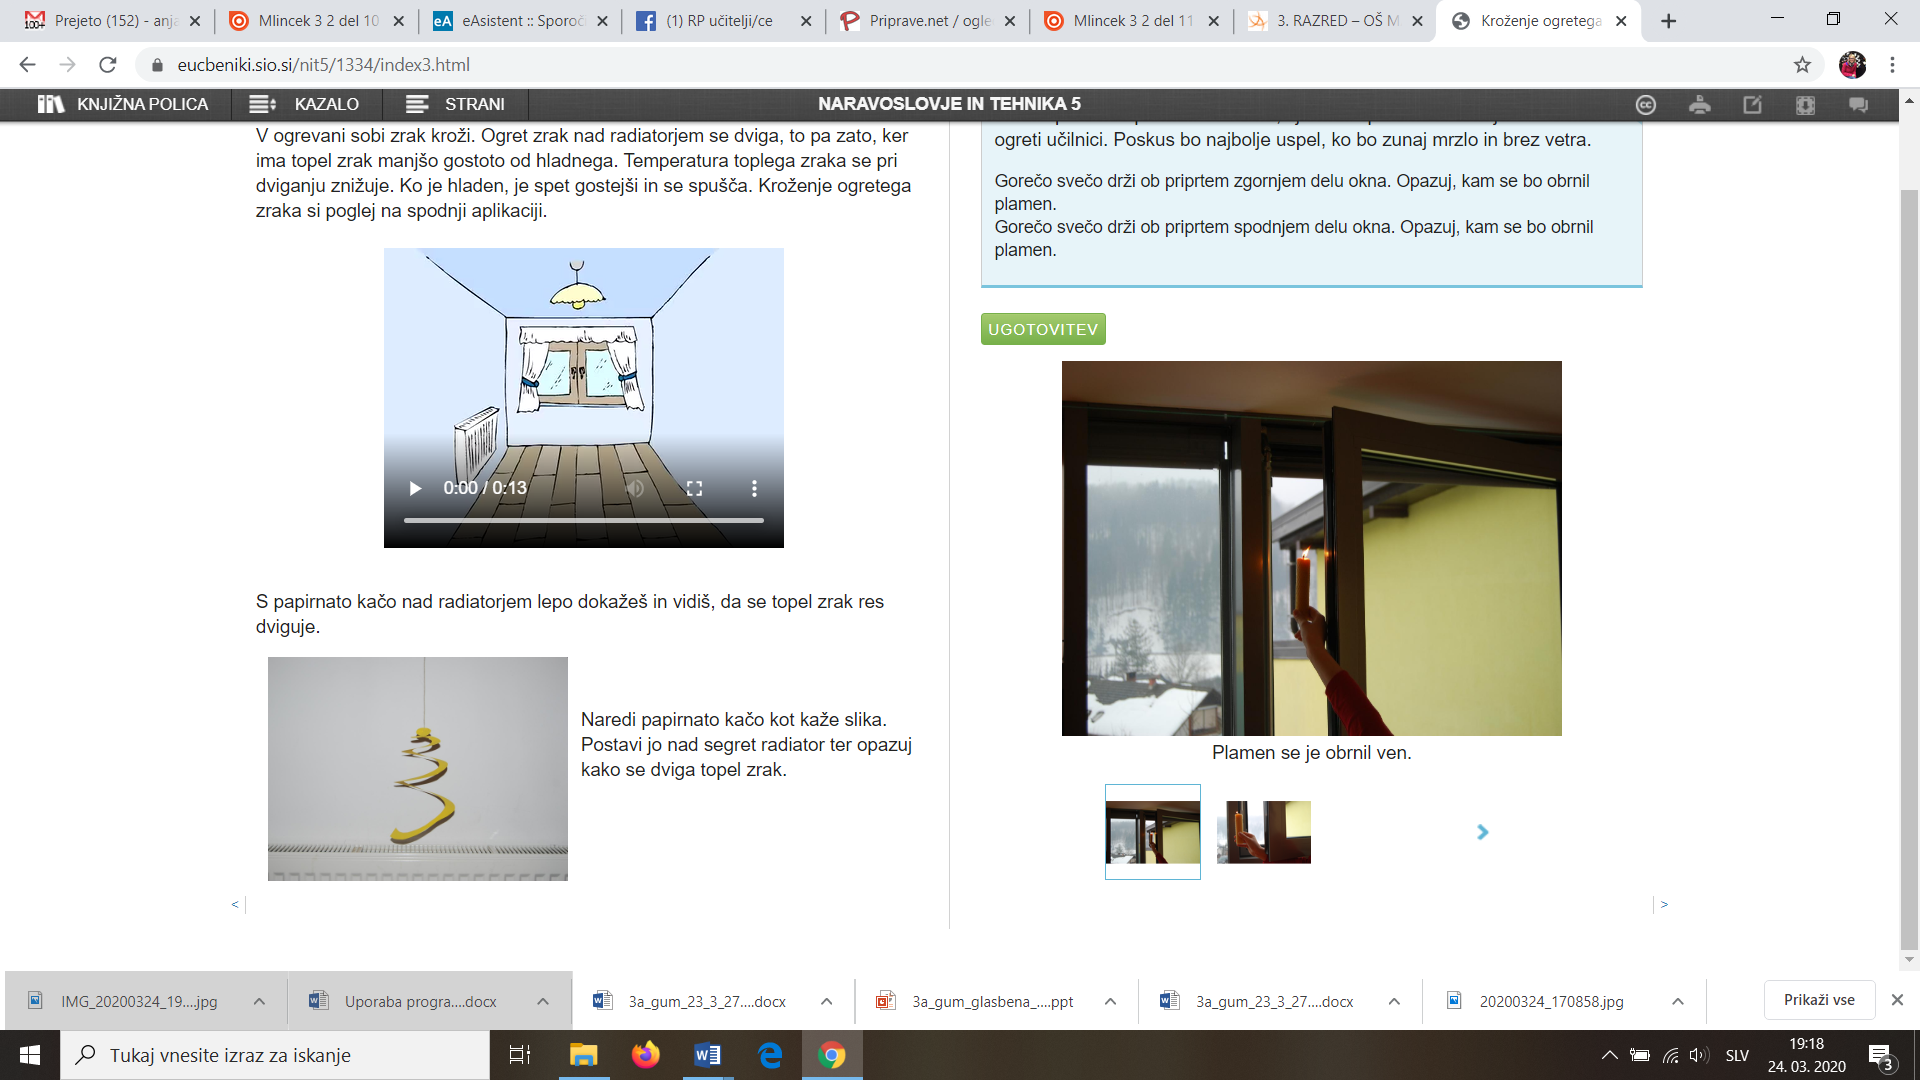 Prejeto (152) - anja
Mlincek 3 2 del 10
eAsistent :: Sporoč
(1) RP učitelji/ce
Priprave.net / ogle
Mlincek 3 2 del 11
3. RAZRED – OŠ M
Kroženje ogretega
eucbeniki.sio.si/nit5/1334/index3.html
KNJIŽNA POLICA
KAZALO
STRANI
NARAVOSLOVJE IN TEHNIKA 5
V ogrevani sobi zrak kroži. Ogret zrak nad radiatorjem se dviga, to pa zato, ker
ima topel zrak manjšo gostoto od hladnega. Temperatura toplega zraka se pri
dviganju znižuje. Ko je hladen, je spet gostejši in se spušča. Kroženje ogretega
zraka si poglej na spodnji aplikaciji.
0:00 / 0:13
S papirnato kačo nad radiatorjem lepo dokažeš in vidiš, da se topel zrak res
dviguje.
Naredi papirnato kačo kot kaže slika.
Postavi jo nad segret radiator ter opazuj
kako se dviga topel zrak.
<
ogreti učilnici. Poskus bo najbolje uspel, ko bo zunaj mrzlo in brez vetra.
Gorečo svečo drži ob priprtem zgornjem delu okna. Opazuj, kam se bo obrnil
plamen.
Gorečo svečo drži ob priprtem spodnjem delu okna. Opazuj, kam se bo obrnil
plamen.
UGOTOVITEV
Plamen se je obrnil ven.
>
IMG_20200324_19....jpg
Uporaba progra....docx
3a_gum_23_3_27....docx
3a_gum_glasbena_....ppt
3a_gum_23_3_27....docx
20200324_170858.jpg
Prikaži vse
Tukaj vnesite izraz za iskanje
SLV
19:18
24. 03. 2020
3